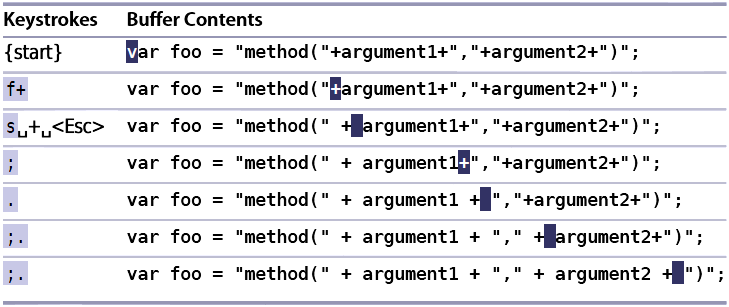 Keystrokes Buffer Contents
{start} var foo = "method("+argument1+","+argument2+")";
f+ var foo = "method("+argument1+","+argument2+")";
s␣+␣<Esc> var foo = "method(" + argument1+","+argument2+")";
; var foo = "method(" + argument1+","+argument2+")";
. var foo = "method(" + argument1 + ","+argument2+")";
;. var foo = "method(" + argument1 + "," + argument2+")";
;. var foo = "method(" + argument1 + "," + argument2 + ")";